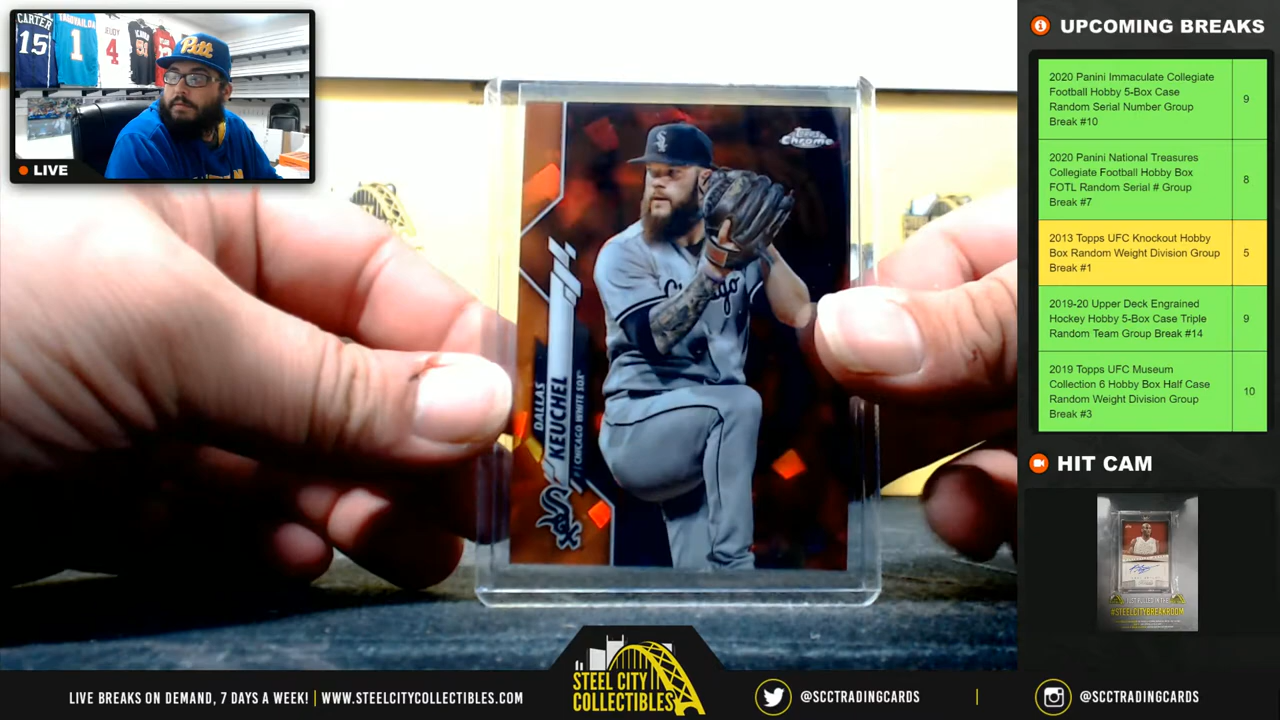 CARTER
15
1
4
Pitt
LIVE
Topps
Chrome
Chicago
DALLAS
KEUCHEL
P | CHICAGO WHITE SOX™
Sox
UPCOMING BREAKS
2020 Panini Immaculate Collegiate
Football Hobby 5-Box Case
Random Serial Number Group
Break #10
9
2020 Panini National Treasures
Collegiate Football Hobby Box
FOTL Random Serial # Group
Break #7
8
2013 Topps UFC Knockout Hobby
Box Random Weight Division Group
Break #1
5
2019-20 Upper Deck Engrained
Hockey Hobby 5-Box Case Triple
Random Team Group Break #14
9
2019 Topps UFC Museum
Collection 6 Hobby Box Half Case
Random Weight Division Group
Break #3
10
HIT CAM
#STEELCITYBREAKROOM
LIVE BREAKS ON DEMAND, 7 DAYS A WEEK! | WWW.STEELCITYCOLLECTIBLES.COM
STEEL CITY
COLLECTIBLES
@SCCTRADINGCARDS | @SCCTRADINGCARDS